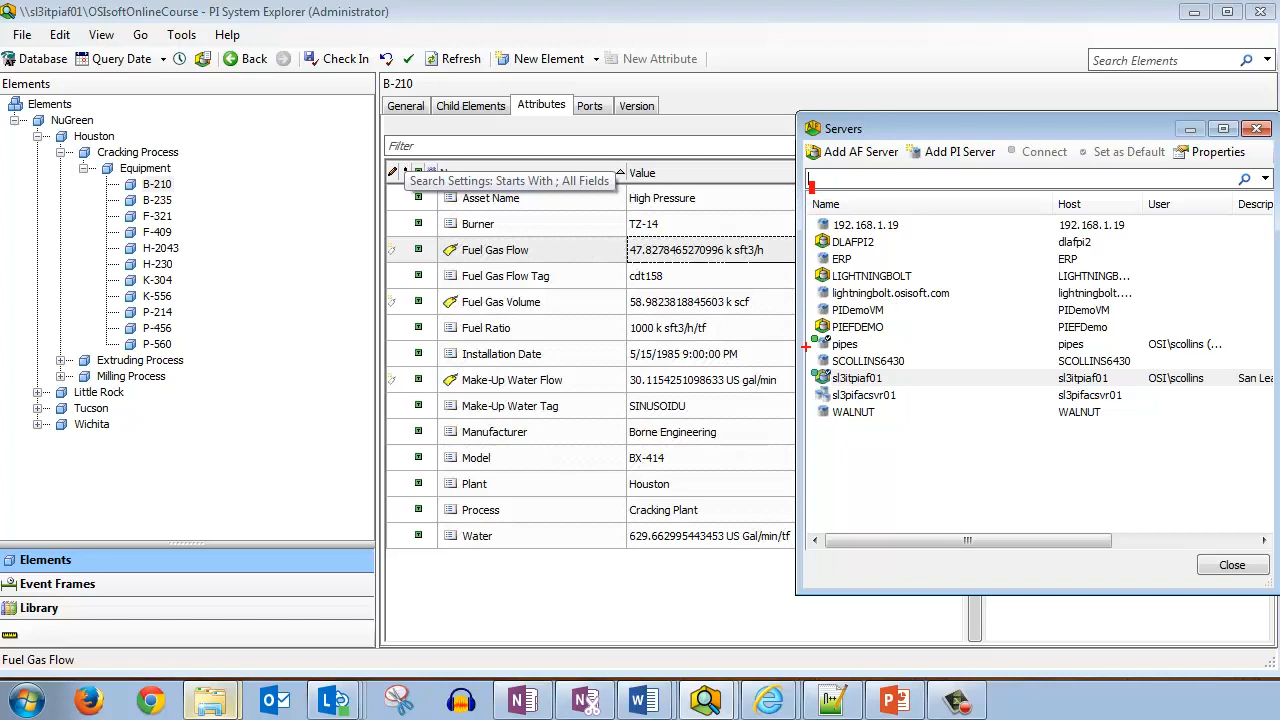 \\sl3itpiaf01\OSIsoftOnlineCourse - PI System Explorer (Administrator)
File Edit View Go Tools Help
Database Query Date Back Check In Refresh New Element New Attribute Search Elements
Elements
Elements
NuGreen
Houston
Cracking Process
Equipment
B-210
B-235
F-321
F-409
H-2043
H-230
K-304
K-556
P-214
P-456
P-560
Extruding Process
Milling Process
Little Rock
Tucson
Wichita
Elements
Event Frames
Library
B-210
General Child Elements Attributes Ports Version
Filter
Value
Search Settings: Starts With ; All Fields
Asset Name High Pressure
Burner TZ-14
Fuel Gas Flow 47.8278465270996 k sft3/h
Fuel Gas Flow Tag cdt158
Fuel Gas Volume 58.9823818845603 k scf
Fuel Ratio 1000 k sft3/h/tf
Installation Date 5/15/1985 9:00:00 PM
Make-Up Water Flow 30.1154251098633 US gal/min
Make-Up Water Tag SINUSOIDU
Manufacturer Borne Engineering
Model BX-414
Plant Houston
Process Cracking Plant
Water 629.662995443453 US Gal/min/tf
Servers
Add AF Server Add PI Server Connect Set as Default Properties
Name Host User Descrip
192.168.1.19 192.168.1.19
DLAFPI2 dlafpi2
ERP ERP
LIGHTNINGBOLT LIGHTNINGB...
lightningbolt.osisoft.com lightningbolt....
PIDemoVM PIDemoVM
PIEFDEMO PIEFDemo
pipes pipes OSI\scollins (...
SCOLLINS6430 SCOLLINS6430
sl3itpiaf01 sl3itpiaf01 OSI\scollins San Lea
sl3pifacsvr01 sl3pifacsvr01
WALNUT WALNUT
Close
Fuel Gas Flow